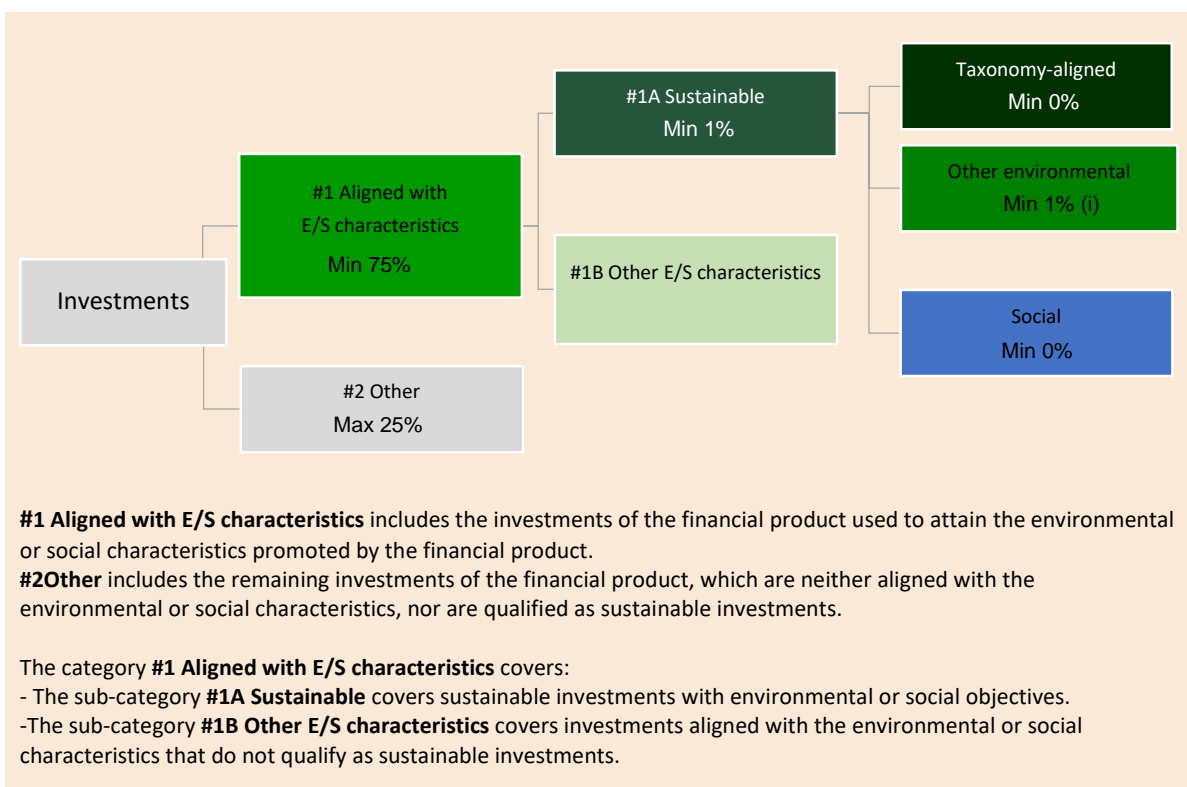 Investments
#1 Aligned with
E/S characteristics
Min 75%
#2 Other
Max 25%
#1A Sustainable
Min 1%
#1B Other E/S characteristics
Taxonomy-aligned
Min 0%
Other environmental
Min 1% (i)
Social
Min 0%
#1 Aligned with E/S characteristics includes the investments of the financial product used to attain the environmental
or social characteristics promoted by the financial product.
#2Other includes the remaining investments of the financial product, which are neither aligned with the
environmental or social characteristics, nor are qualified as sustainable investments.
The category #1 Aligned with E/S characteristics covers:
- The sub-category #1A Sustainable covers sustainable investments with environmental or social objectives.
-The sub-category #1B Other E/S characteristics covers investments aligned with the environmental or social
characteristics that do not qualify as sustainable investments.